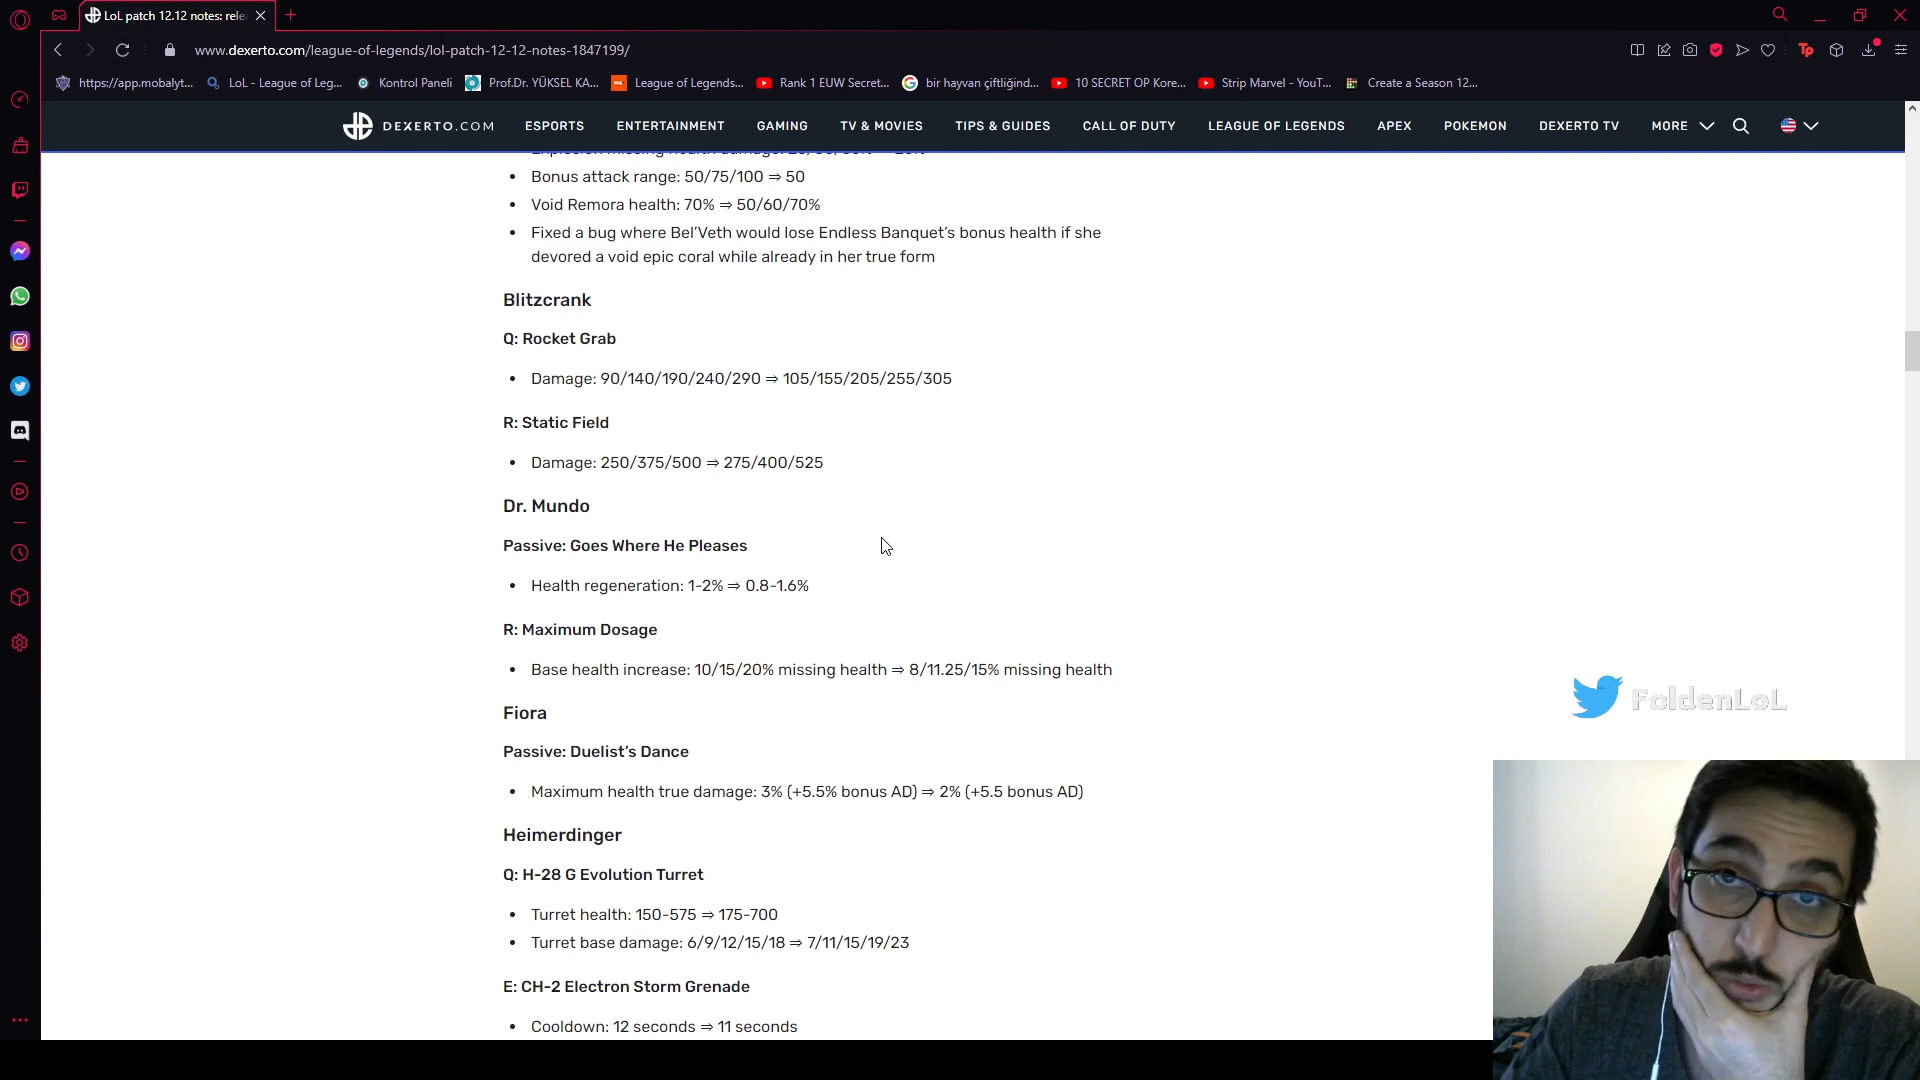 LoL patch 12.12 notes: rele
www.dexerto.com/league-of-legends/lol-patch-12-12-notes-1847199/
Tp
https://app.mobalyt... LoL - League of Leg... Kontrol Paneli Prof.Dr. YÜKSEL KA... League of Legends... Rank 1 EUW Secret... bir hayvan çiftliğind... 10 SECRET OP Kore... Strip Marvel - YouT... Create a Season 12...
DEXERTO.COM ESPORTS ENTERTAINMENT GAMING TV & MOVIES TIPS & GUIDES CALL OF DUTY LEAGUE OF LEGENDS APEX POKEMON DEXERTO TV MORE
• Bonus attack range: 50/75/100 ⇒ 50
• Void Remora health: 70% ⇒ 50/60/70%
• Fixed a bug where Bel’Veth would lose Endless Banquet’s bonus health if she
devored a void epic coral while already in her true form
Blitzcrank
Q: Rocket Grab
• Damage: 90/140/190/240/290 ⇒ 105/155/205/255/305
R: Static Field
• Damage: 250/375/500 ⇒ 275/400/525
Dr. Mundo
Passive: Goes Where He Pleases
• Health regeneration: 1-2% ⇒ 0.8-1.6%
R: Maximum Dosage
• Base health increase: 10/15/20% missing health ⇒ 8/11.25/15% missing health
FoldenLoL
Fiora
Passive: Duelist’s Dance
• Maximum health true damage: 3% (+5.5% bonus AD) ⇒ 2% (+5.5 bonus AD)
Heimerdinger
Q: H-28 G Evolution Turret
• Turret health: 150-575 ⇒ 175-700
• Turret base damage: 6/9/12/15/18 ⇒ 7/11/15/19/23
E: CH-2 Electron Storm Grenade
• Cooldown: 12 seconds ⇒ 11 seconds